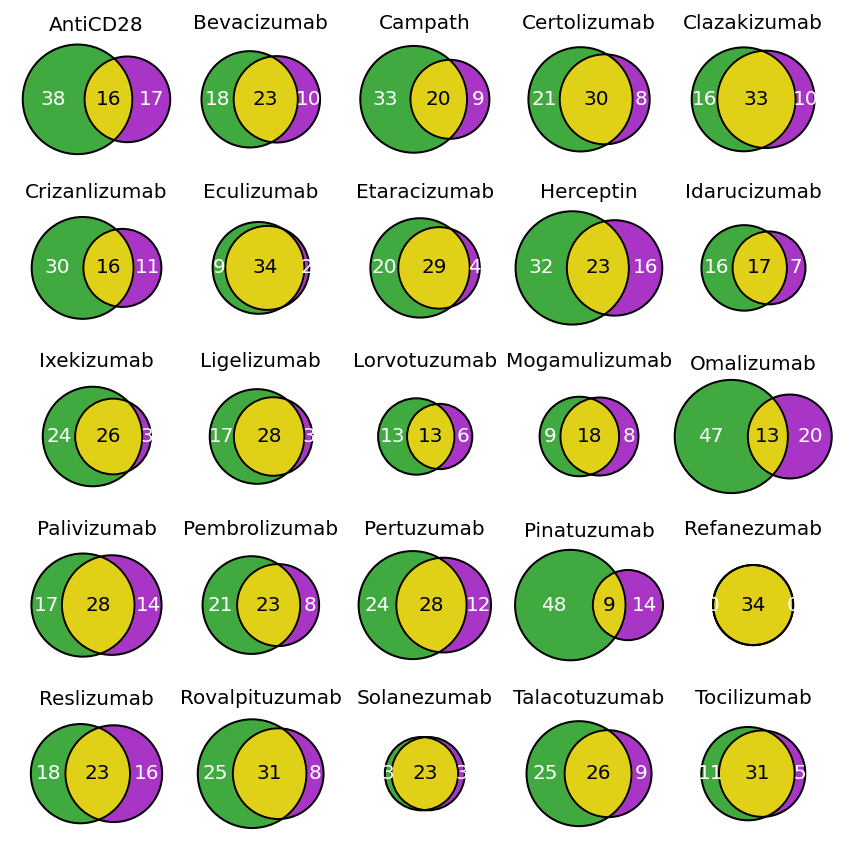 AntiCD28 Bevacizumab Campath Certolizumab Clazakizumab
38 16 17 18 23 10 33 20 9 21 30 8 16 33 10
Crizanlizumab Eculizumab Etaracizumab Herceptin Idarucizumab
30 16 11 9 34 2 20 29 4 32 23 16 16 17 7
Ixekizumab Ligelizumab Lorvotuzumab Mogamulizumab Omalizumab
24 26 3 17 28 3 13 13 6 9 18 8 47 13 20
Palivizumab Pembrolizumab Pertuzumab Pinatuzumab Refanezumab
17 28 14 21 23 8 24 28 12 48 9 14 0 34 0
Reslizumab Rovalpituzumab Solanezumab Talacotuzumab Tocilizumab
18 23 16 25 31 8 3 23 3 25 26 9 11 31 5